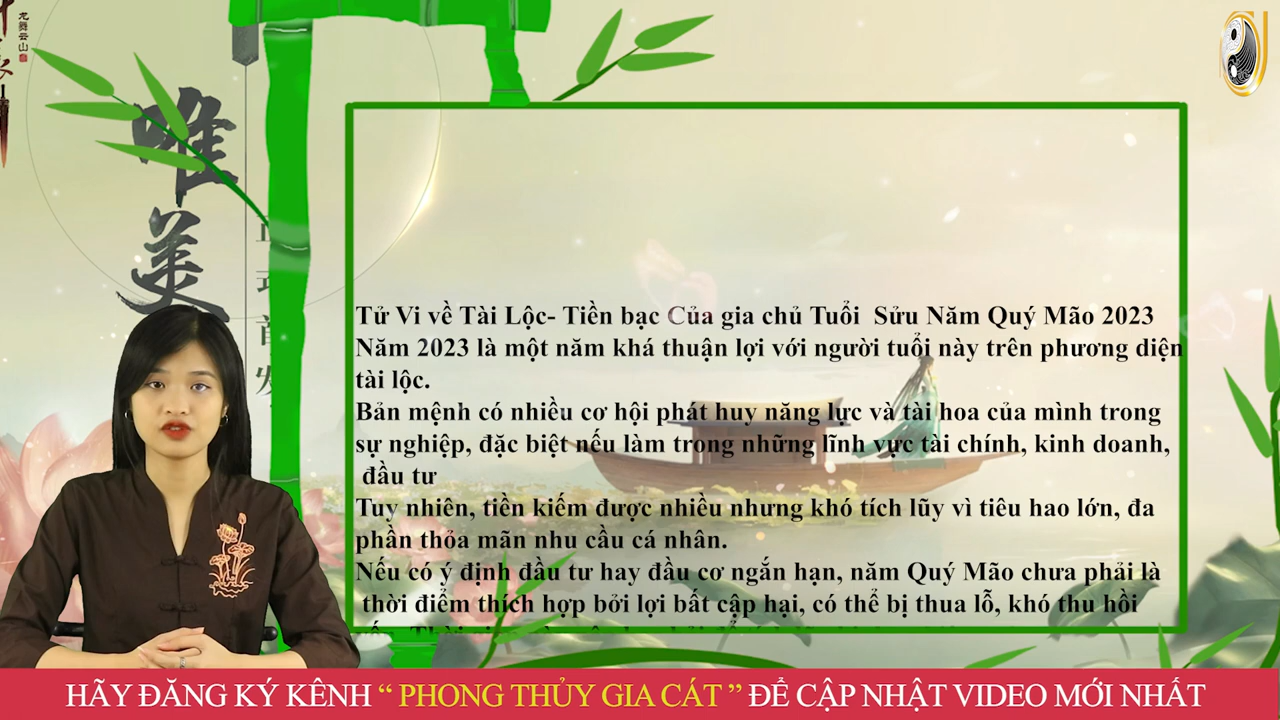 龙舞云山
唯美
Tử Vi về Tài Lộc- Tiền bạc Của gia chủ Tuổi Sửu Năm Quý Mão 2023
Năm 2023 là một năm khá thuận lợi với người tuổi này trên phương diện
tài lộc.
Bản mệnh có nhiều cơ hội phát huy năng lực và tài hoa của mình trong
sự nghiệp, đặc biệt nếu làm trong những lĩnh vực tài chính, kinh doanh,
đầu tư
Tuy nhiên, tiền kiếm được nhiều nhưng khó tích lũy vì tiêu hao lớn, đa
phần thỏa mãn nhu cầu cá nhân.
Nếu có ý định đầu tư hay đầu cơ ngắn hạn, năm Quý Mão chưa phải là
thời điểm thích hợp bởi lợi bất cập hại, có thể bị thua lỗ, khó thu hồi
HÃY ĐĂNG KÝ KÊNH “ PHONG THỦY GIA CÁT ” ĐỂ CẬP NHẬT VIDEO MỚI NHẤT